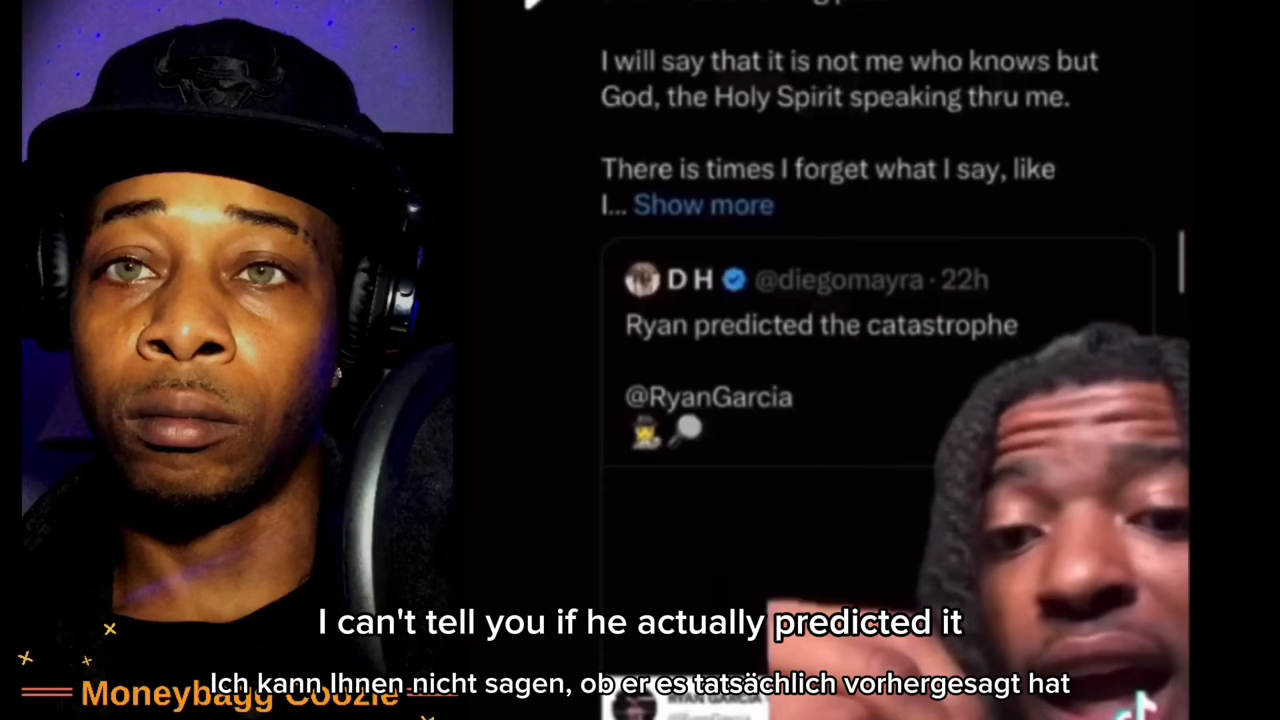 I will say that it is not me who knows but
God, the Holy Spirit speaking thru me.
There is times I forget what I say, like
I... Show more
D H @diegomayra · 22h
Ryan predicted the catastrophe
@RyanGarcia
I can't tell you if he actually predicted it
Ich kann Ihnen nicht sagen, ob er es tatsächlich vorhergesagt hat
Moneybagg Coozie